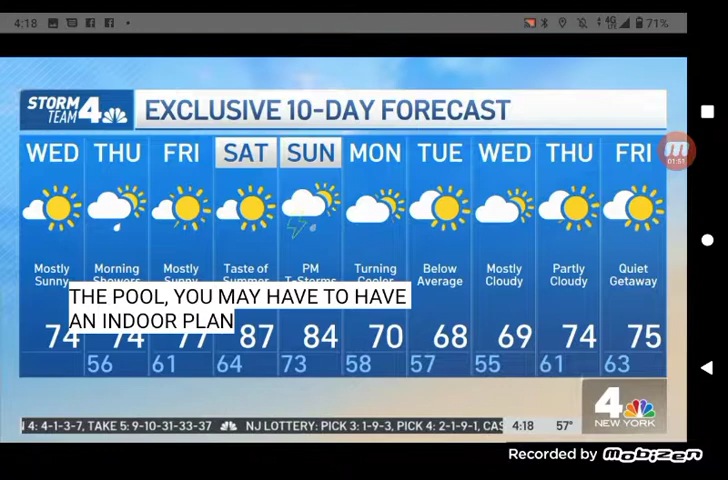 4:18
4G
LTE
71%
STORM
TEAM 4
EXCLUSIVE 10-DAY FORECAST
WED THU FRI SAT SUN MON TUE WED THU FRI
01:51
Mostly Sunny
Morning
Mostly
Taste of
PM
Turning
Below Average
Mostly Cloudy
Partly Cloudy
Quiet Getaway
THE POOL, YOU MAY HAVE TO HAVE
AN INDOOR PLAN
74 74 77 87 84 70 68 69 74 75
56 61 64 73 58 57 55 61 63
4
NEW YORK
4: 4-1-3-7, TAKE 5: 9-10-31-33-37 NJ LOTTERY: PICK 3: 1-9-3, PICK 4: 2-1-9-1, CAS 4:18 57°
Recorded by Mobizen